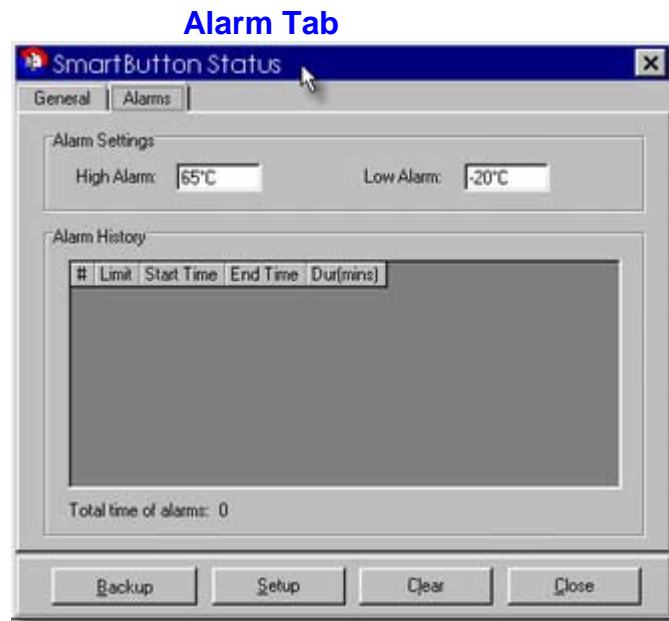 Alarm Tab
SmartButton Status
General Alarms
Alarm Settings
High Alarm: 65°C Low Alarm: -20°C
Alarm History
# Limit Start Time End Time Dur(mins)
Total time of alarms: 0
Backup Setup Clear Close